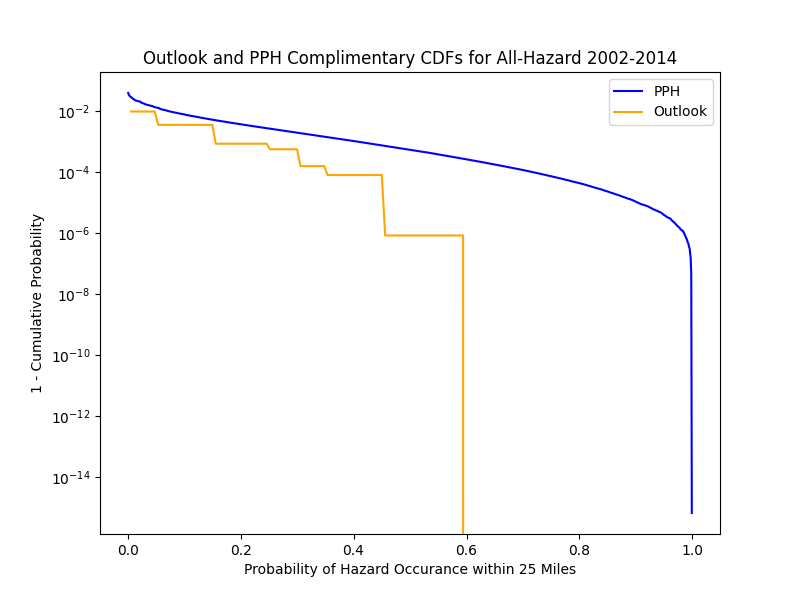 Outlook and PPH Complimentary CDFs for All-Hazard 2002-2014
PPH
Outlook
1 - Cumulative Probability
10⁻²
10⁻⁴
10⁻⁶
10⁻⁸
10⁻¹⁰
10⁻¹²
10⁻¹⁴
0.0 0.2 0.4 0.6 0.8 1.0
Probability of Hazard Occurance within 25 Miles